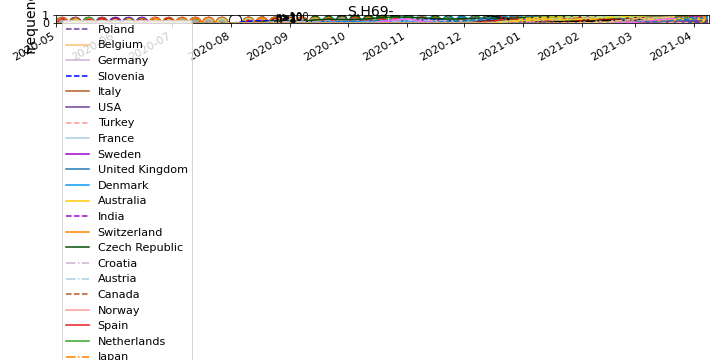 S.H69-
1
0
frequen
2020-05
2020-07
2020-08
2020-09
2020-10
2020-11
2020-12
2021-01
2021-02
2021-03
2021-04
Poland
Belgium
Germany
Slovenia
Italy
USA
Turkey
France
Sweden
United Kingdom
Denmark
Australia
India
Switzerland
Czech Republic
Croatia
Austria
Canada
Norway
Spain
Netherlands
Japan